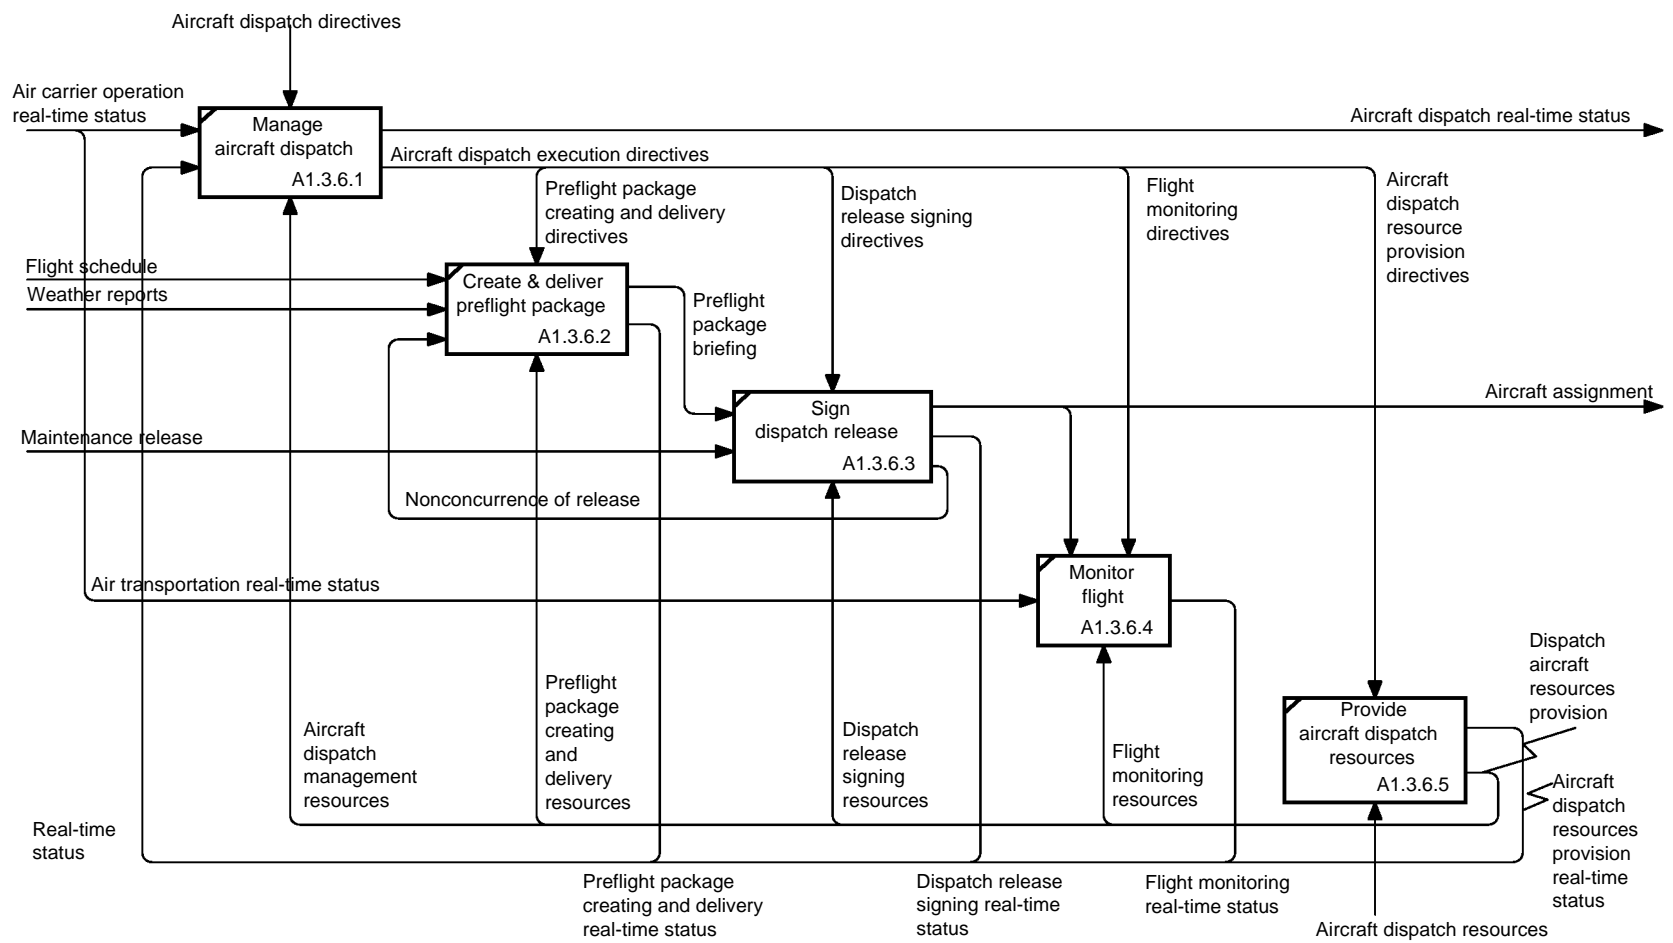 Aircraft dispatch directives
Air carrier operation
real-time status
Manage
aircraft dispatch
A1.3.6.1
Aircraft dispatch real-time status
Aircraft dispatch execution directives
Preflight package
creating and delivery
directives
Dispatch
release signing
directives
Flight
monitoring
directives
Aircraft
dispatch
resource
provision
directives
Flight schedule
Weather reports
Create & deliver
preflight package
A1.3.6.2
Preflight
package
briefing
Aircraft assignment
Sign
dispatch release
A1.3.6.3
Maintenance release
Nonconcurrence of release
Air transportation real-time status
Monitor
flight
A1.3.6.4
Dispatch
aircraft
resources
provision
Provide
aircraft dispatch
resources
A1.3.6.5
Aircraft
dispatch
management
resources
Preflight
package
creating
and
delivery
resources
Dispatch
release
signing
resources
Flight
monitoring
resources
Aircraft
dispatch
resources
provision
real-time
status
Real-time
status
Preflight package
creating and delivery
real-time status
Dispatch release
signing real-time
status
Flight monitoring
real-time status
Aircraft dispatch resources